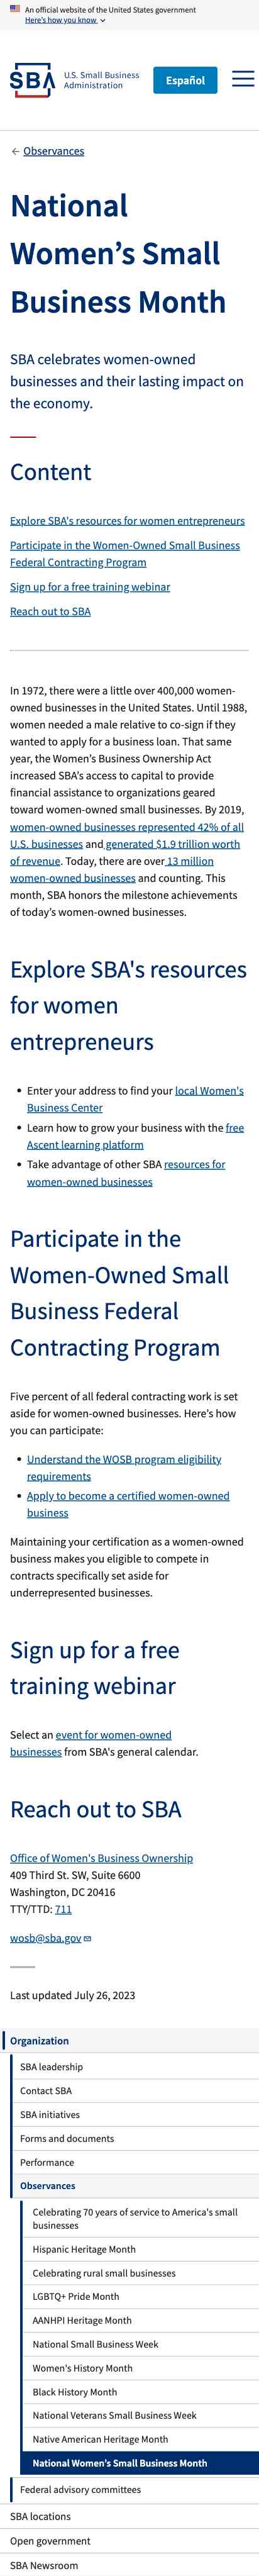 An official website of the United States government
Here's how you know
SBA
U.S. Small Business
Administration
Español
Observances
National
Women's Small
Business Month
SBA celebrates women-owned
businesses and their lasting impact on
the economy.
Content
Explore SBA's resources for women entrepreneurs
Participate in the Women-Owned Small Business
Federal Contracting Program
Sign up for a free training webinar
Reach out to SBA
In 1972, there were a little over 400,000 women-
owned businesses in the United States. Until 1988,
women needed a male relative to co-sign if they
wanted to apply for a business loan. That same
year, the Women's Business Ownership Act
increased SBA's access to capital to provide
financial assistance to organizations geared
toward women-owned small businesses. By 2019,
women-owned businesses represented 42% of all
U.S. businesses and generated $1.9 trillion worth
of revenue. Today, there are over 13 million
women-owned businesses and counting. This
month, SBA honors the milestone achievements
of today's women-owned businesses.
Explore SBA's resources
for women
entrepreneurs
• Enter your address to find your local Women's
Business Center
• Learn how to grow your business with the free
Ascent learning platform
• Take advantage of other SBA resources for
women-owned businesses
Participate in the
Women-Owned Small
Business Federal
Contracting Program
Five percent of all federal contracting work is set
aside for women-owned businesses. Here's how
you can participate:
• Understand the WOSB program eligibility
requirements
• Apply to become a certified women-owned
business
Maintaining your certification as a women-owned
business makes you eligible to compete in
contracts specifically set aside for
underrepresented businesses.
Sign up for a free
training webinar
Select an event for women-owned
businesses from SBA's general calendar.
Reach out to SBA
Office of Women's Business Ownership
409 Third St. SW, Suite 6600
Washington, DC 20416
TTY/TTD: 711
wosb@sba.gov
Last updated July 26, 2023
Organization
SBA leadership
Contact SBA
SBA initiatives
Forms and documents
Performance
Observances
Celebrating 70 years of service to America's small
businesses
Hispanic Heritage Month
Celebrating rural small businesses
LGBTQ+ Pride Month
AANHPI Heritage Month
National Small Business Week
Women's History Month
Black History Month
National Veterans Small Business Week
Native American Heritage Month
National Women's Small Business Month
Federal advisory committees
SBA locations
Open government
SBA Newsroom